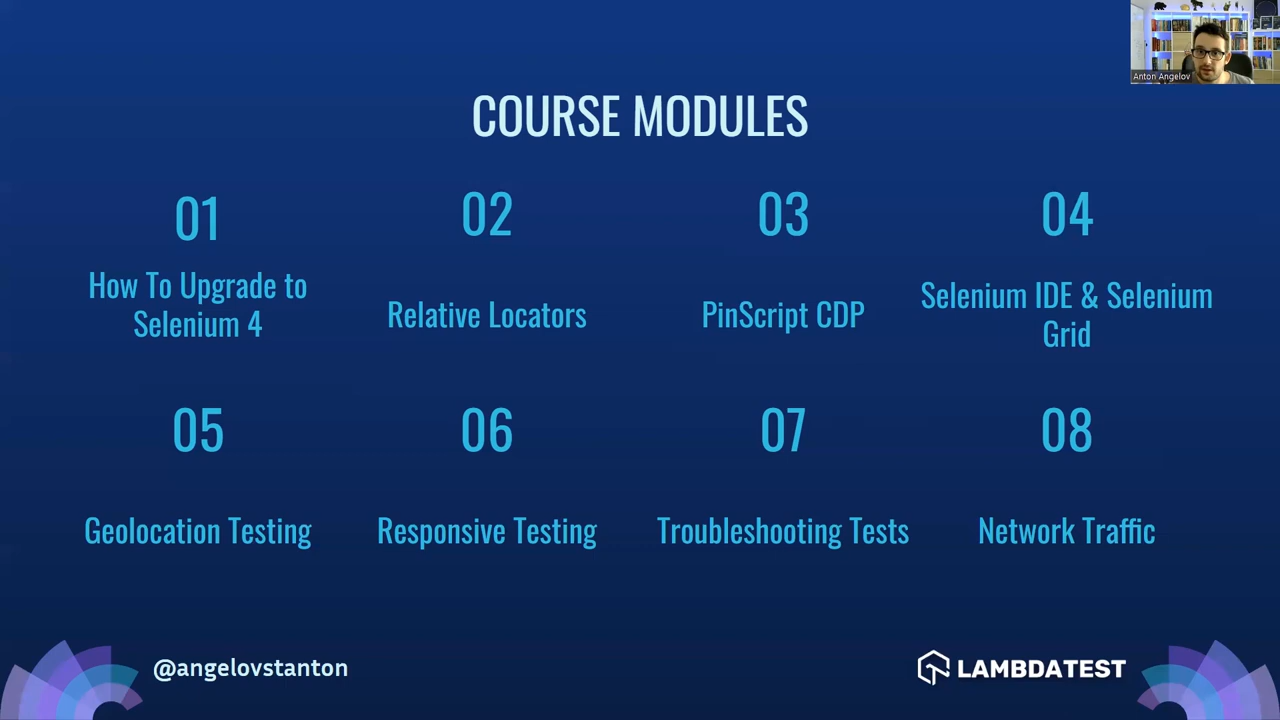 Anton Angelov
COURSE MODULES
01
How To Upgrade to
Selenium 4
02
Relative Locators
03
PinScript CDP
04
Selenium IDE & Selenium
Grid
05
Geolocation Testing
06
Responsive Testing
07
Troubleshooting Tests
08
Network Traffic
@angelovstanton
LAMBDATEST